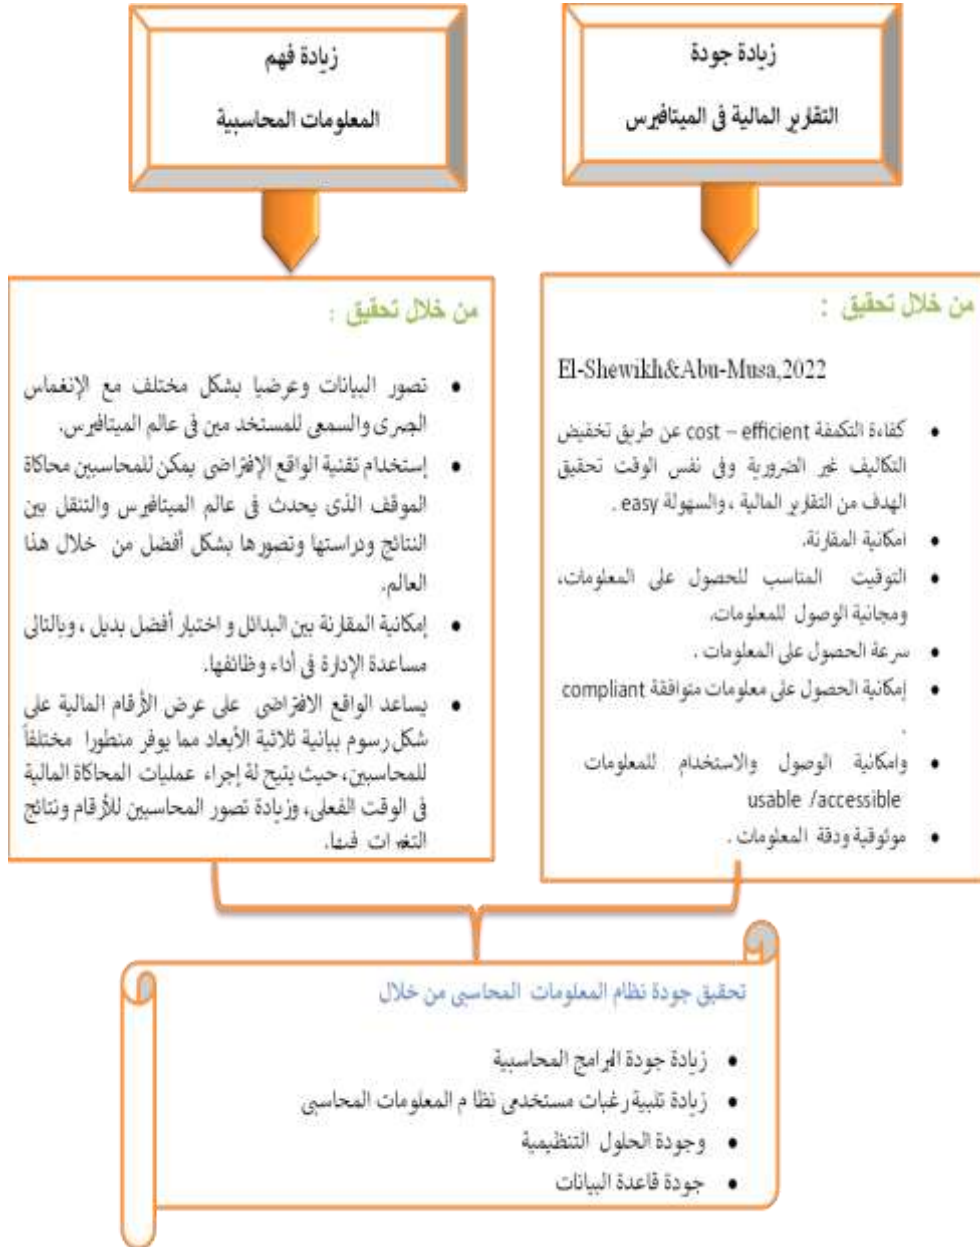 زيادة جودة
التقارير المالية فى الميتافيرس
زيادة فهم
المعلومات المحاسبية
من خلال تحقيق :
El-Shewikh&Abu-Musa,2022
• كفاءة التكمفة cost – efficient عن طريق تخفيض
التكاليف غير الضرورية وفى نفس الوقت تحقيق
الهدف من التقارير المالية ، والسهولة easy .
• امكانية المقارنة.
• التوقيت المناسب للحصول على المعلومات،
ومجانية الوصول للمعلومات.
• سرعة الحصول على المعلومات .
• إمكانية الحصول على معلومات متوافقة compliant
.
• وامكانية الوصول والاستخدام للمعلومات
usable /accessible
• موثوقية ودقة المعلومات .
من خلال تحقيق :
• تصور البيانات وعرضيا بشكل مختلف مع الإنغماس
البصرى والسمعى للمستخد مين فى عالم الميتافيرس.
• إستخدام تقنية الواقع الإفتراضى يمكن للمحاسبين محاكاة
الموقف الذى يحدث فى عالم الميتافيرس والتنقل بين
النتائج ودراستها وتصورها بشكل أفضل من خلال هذا
العالم.
• إمكانية المقارنة بين البدائل و اختيار أفضل بديل ، وبالتالى
مساعدة الإدارة فى أداء وظائفها.
• يساعد الواقع الافتراضى على عرض الأرقام المالية على
شكل رسوم بيانية ثلاثية الأبعاد مما يوفر منظورا مختلفاً
للمحاسبين، حيث يتيح لة إجراء عمليات المحاكاة المالية
فى الوقت الفعلى، وزيادة تصور المحاسبين للأرقام ونتائج
التغيرات فيها.
تحقيق جودة نظام المعلومات المحاسبى من خلال
• زيادة جودة البرامج المحاسبية
• زيادة تلبية رغبات مستخدمى نظا م المعلومات المحاسبى
• وجودة الحلول التنظيمية
• جودة قاعدة البيانات